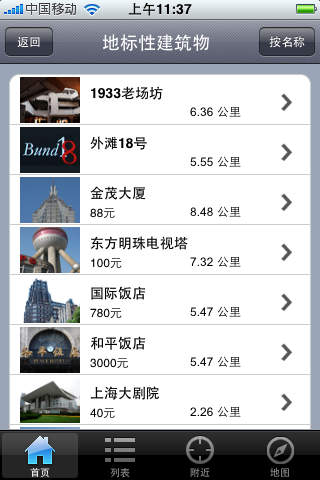 中国移动 上午11:37
返回 地标性建筑物 按名称
1933老场坊
6.36 公里
Bund18
外滩18号
5.55 公里
金茂大厦
88元 8.48 公里
东方明珠电视塔
100元 7.32 公里
国际饭店
780元 5.47 公里
和平饭店
3000元 5.47 公里
上海大剧院
40元 2.26 公里
首页 列表 附近 地图